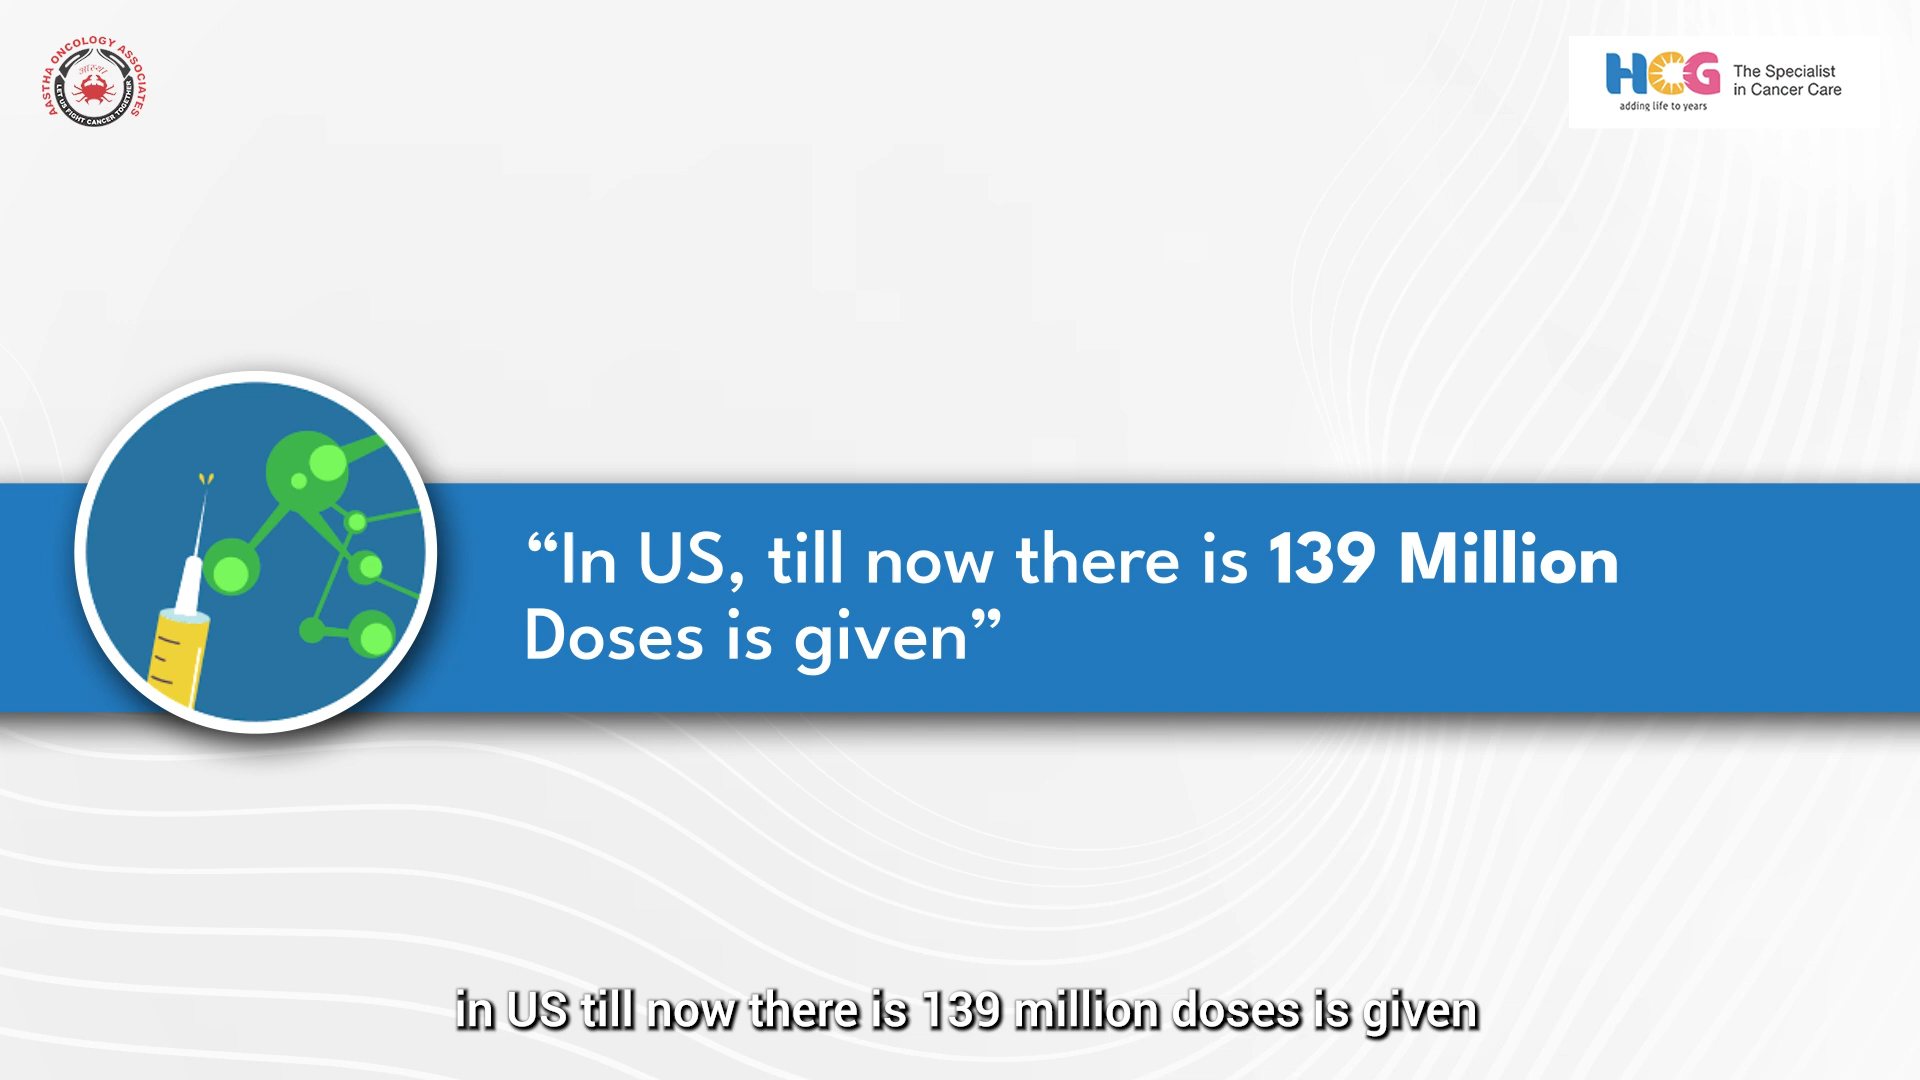 AASTHA ONCOLOGY ASSOCIATES
आस्था
LET US FIGHT CANCER TOGETHER
HCG
adding life to years
The Specialist
in Cancer Care
“In US, till now there is 139 Million
Doses is given”
in US till now there is 139 million doses is given